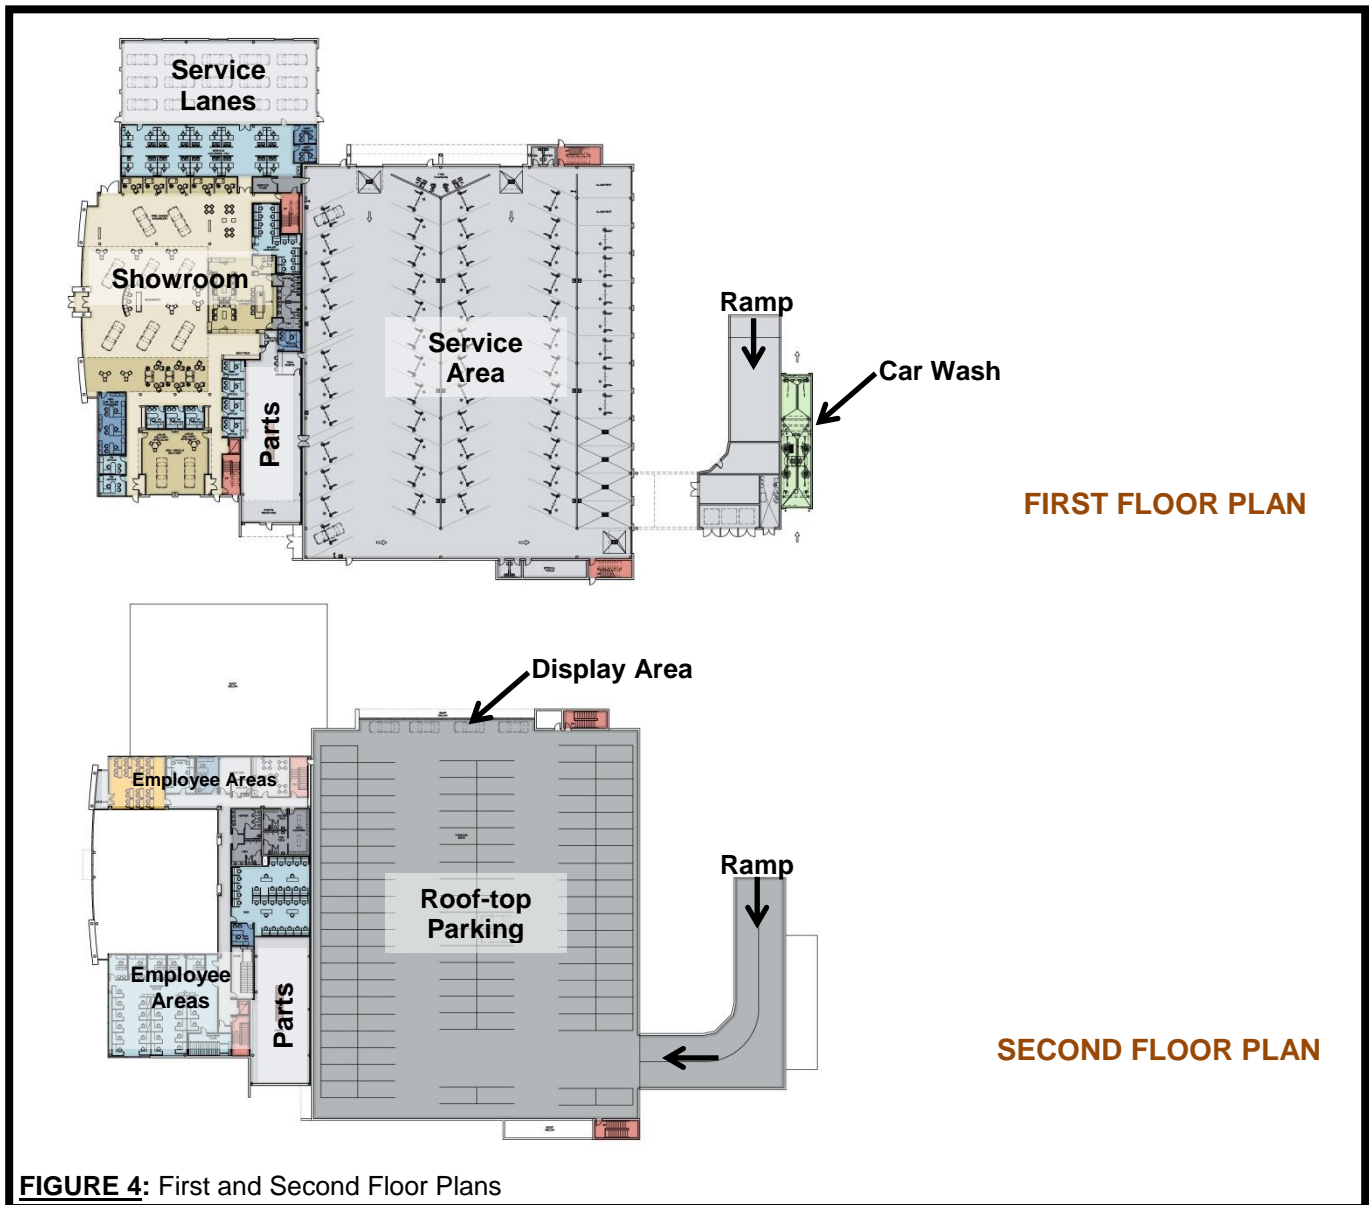 Service
Lanes
Showroom
Service
Area
Parts
Ramp
Car Wash
FIRST FLOOR PLAN
Display Area
Employee Areas
Roof-top
Parking
Ramp
Employee
Areas
Parts
SECOND FLOOR PLAN
FIGURE 4: First and Second Floor Plans